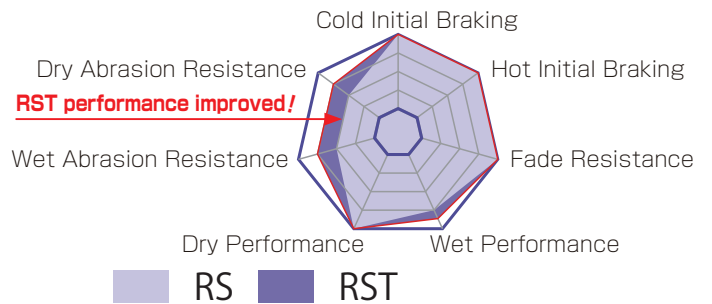 Cold Initial Braking
Dry Abrasion Resistance
Hot Initial Braking
RST performance improved!
Wet Abrasion Resistance
Fade Resistance
Dry Performance
Wet Performance
RS
RST